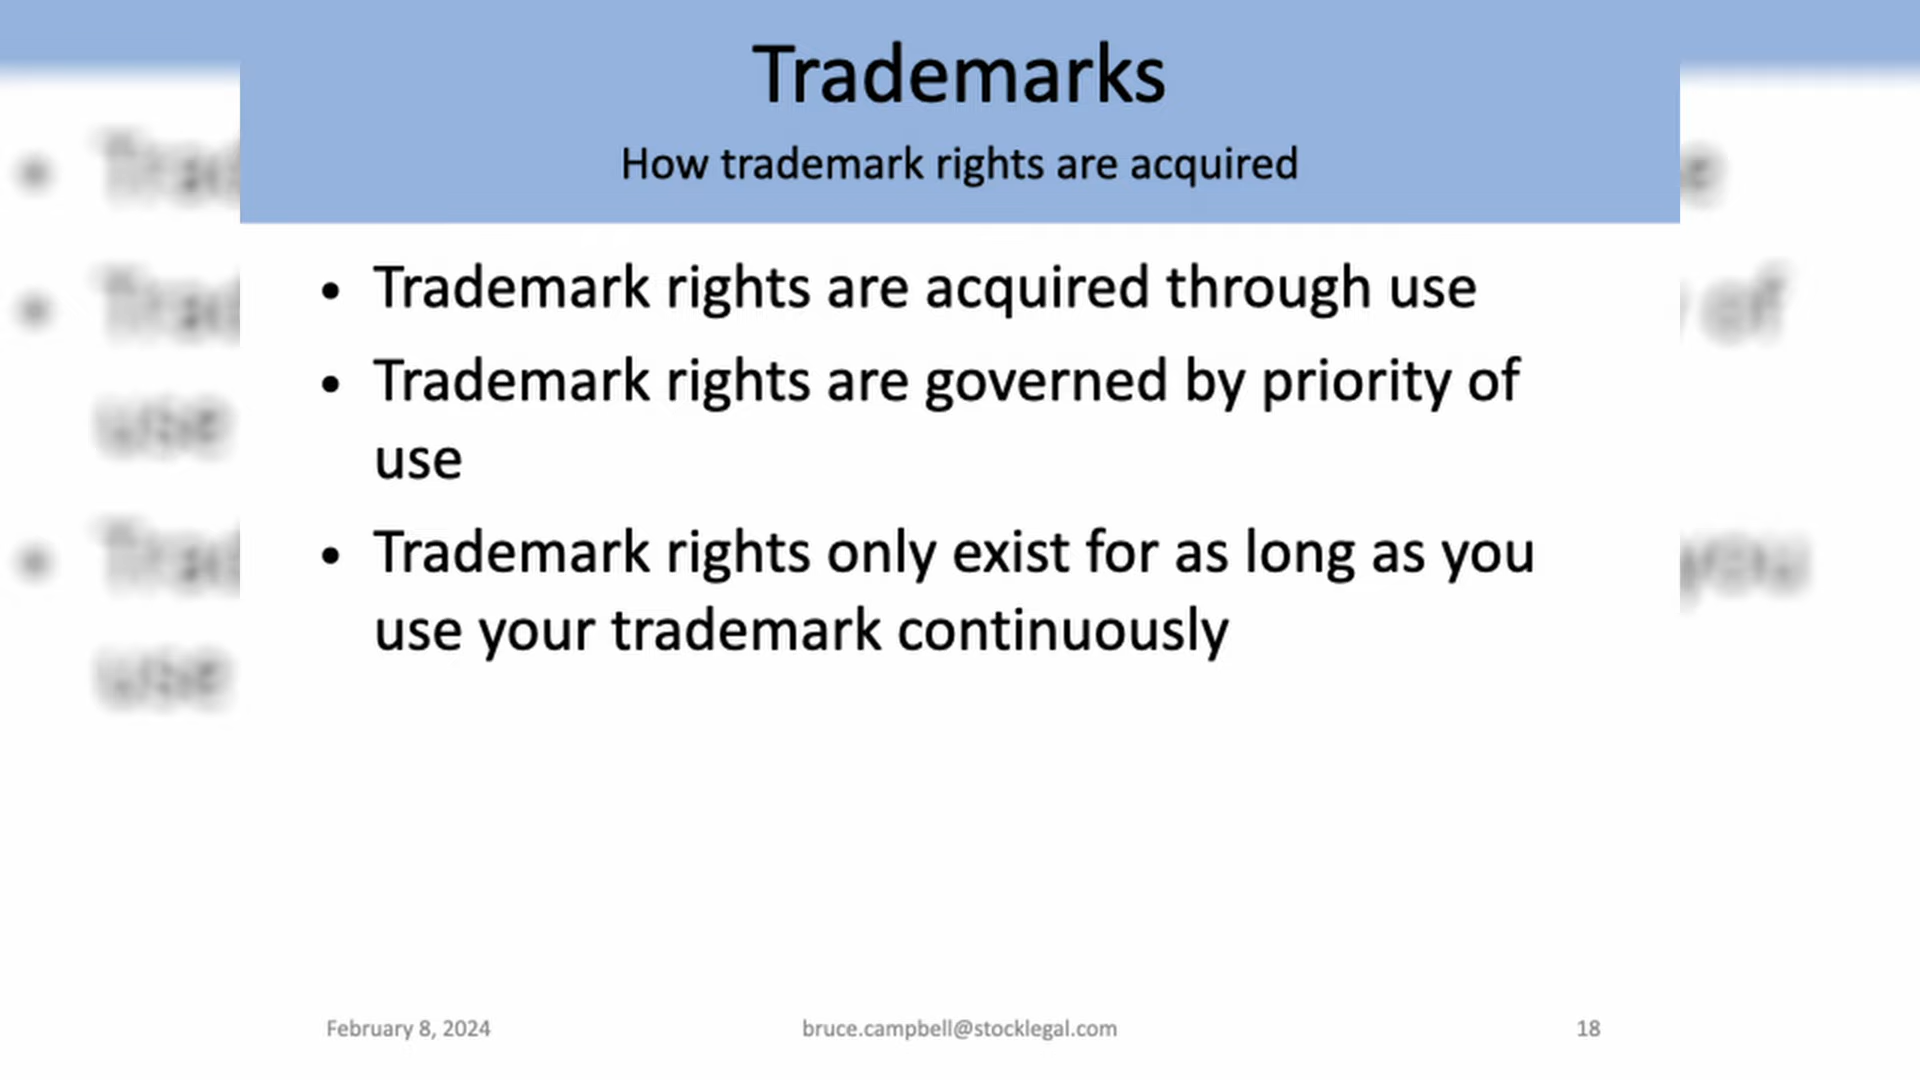 Trademarks
How trademark rights are acquired
• Trademark rights are acquired through use
• Trademark rights are governed by priority of
use
• Trademark rights only exist for as long as you
use your trademark continuously
February 8, 2024
bruce.campbell@stocklegal.com
18